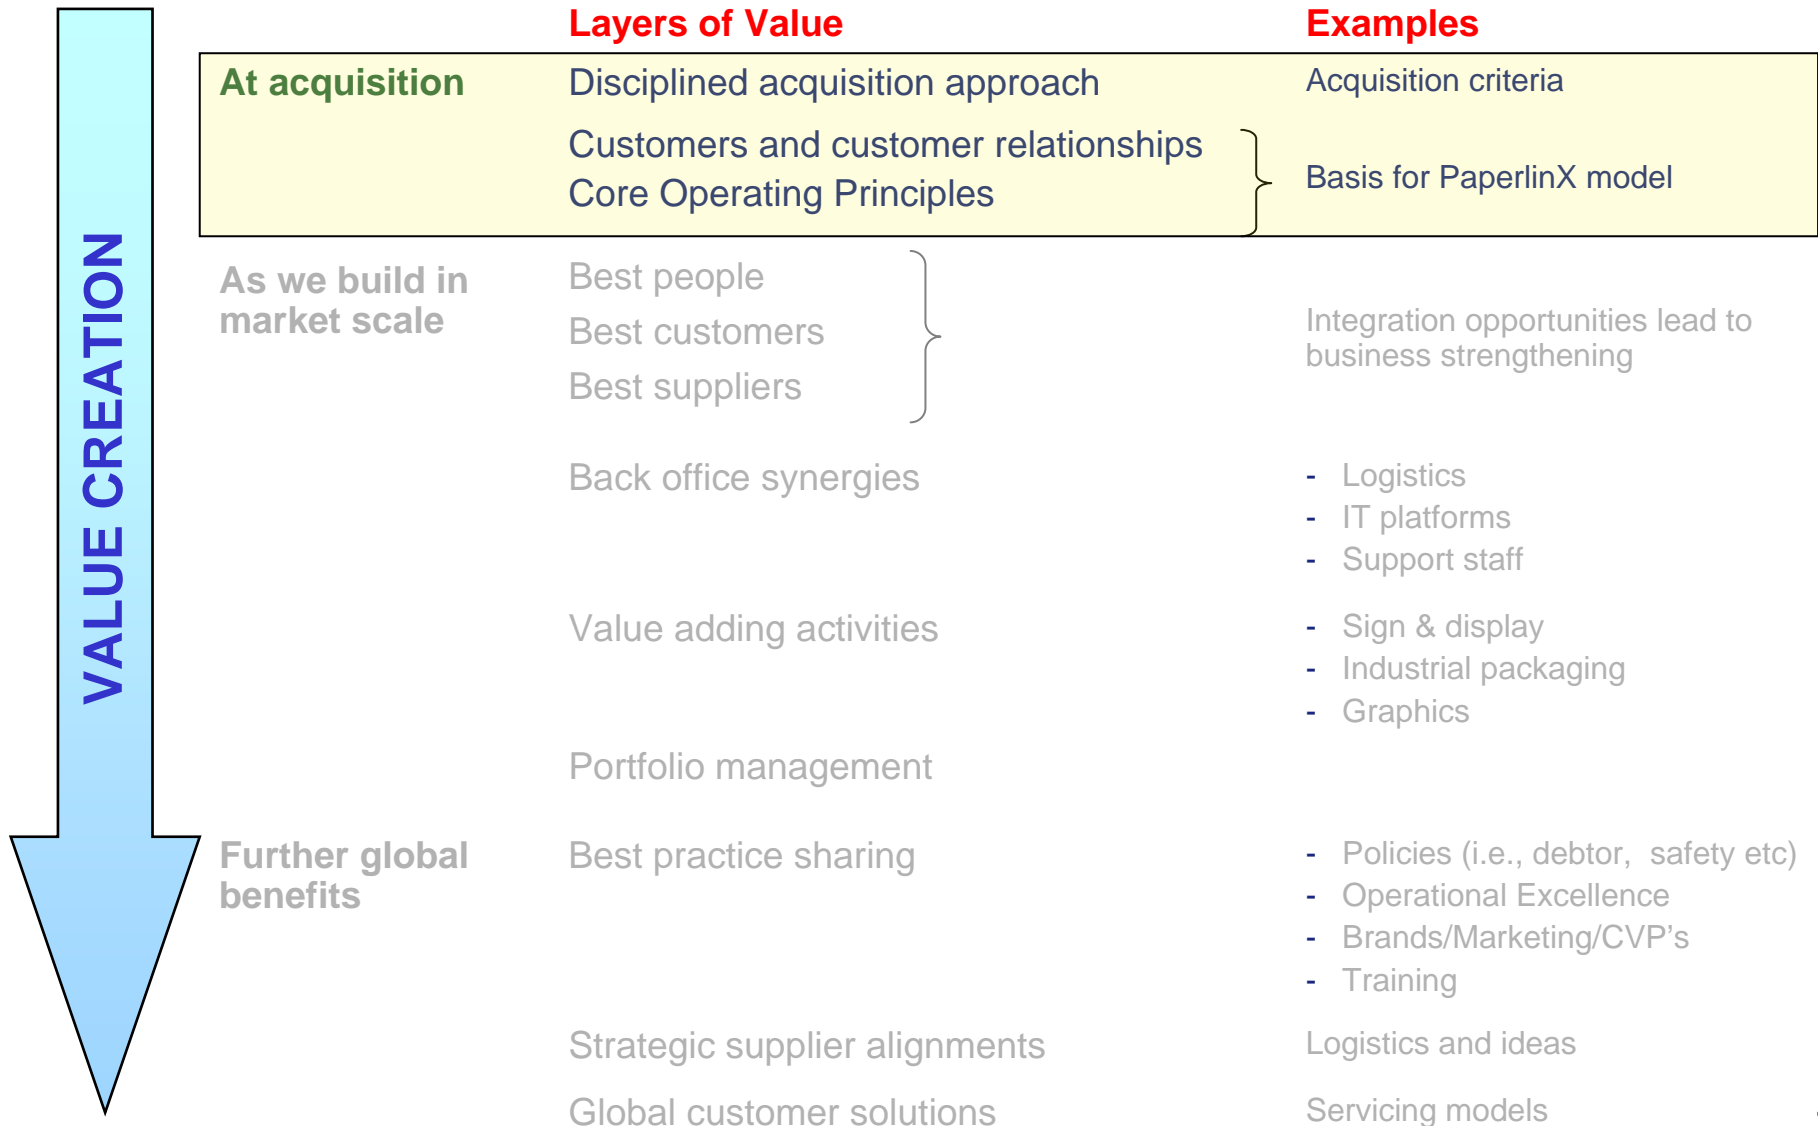 Layers of Value Examples
At acquisition Disciplined acquisition approach Acquisition criteria
Customers and customer relationships
Core Operating Principles
Basis for PaperlinX model
VALUE CREATION
As we build in
market scale
Best people
Best customers
Best suppliers
Integration opportunities lead to
business strengthening
Back office synergies - Logistics
- IT platforms
- Support staff
Value adding activities - Sign & display
- Industrial packaging
- Graphics
Portfolio management
Further global
benefits
Best practice sharing - Policies (i.e., debtor, safety etc)
- Operational Excellence
- Brands/Marketing/CVP's
- Training
Strategic supplier alignments Logistics and ideas
Global customer solutions Servicing models